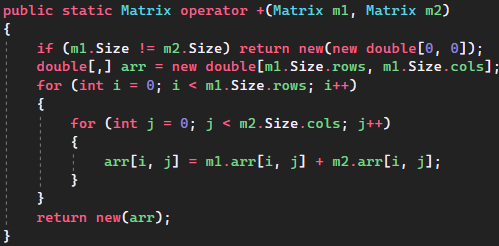 public static Matrix operator +(Matrix m1, Matrix m2)
{
    if (m1.Size != m2.Size) return new(new double[0, 0]);
    double[,] arr = new double[m1.Size.rows, m1.Size.cols];
    for (int i = 0; i < m1.Size.rows; i++)
    {
        for (int j = 0; j < m2.Size.cols; j++)
        {
            arr[i, j] = m1.arr[i, j] + m2.arr[i, j];
        }
    }
    return new(arr);
}